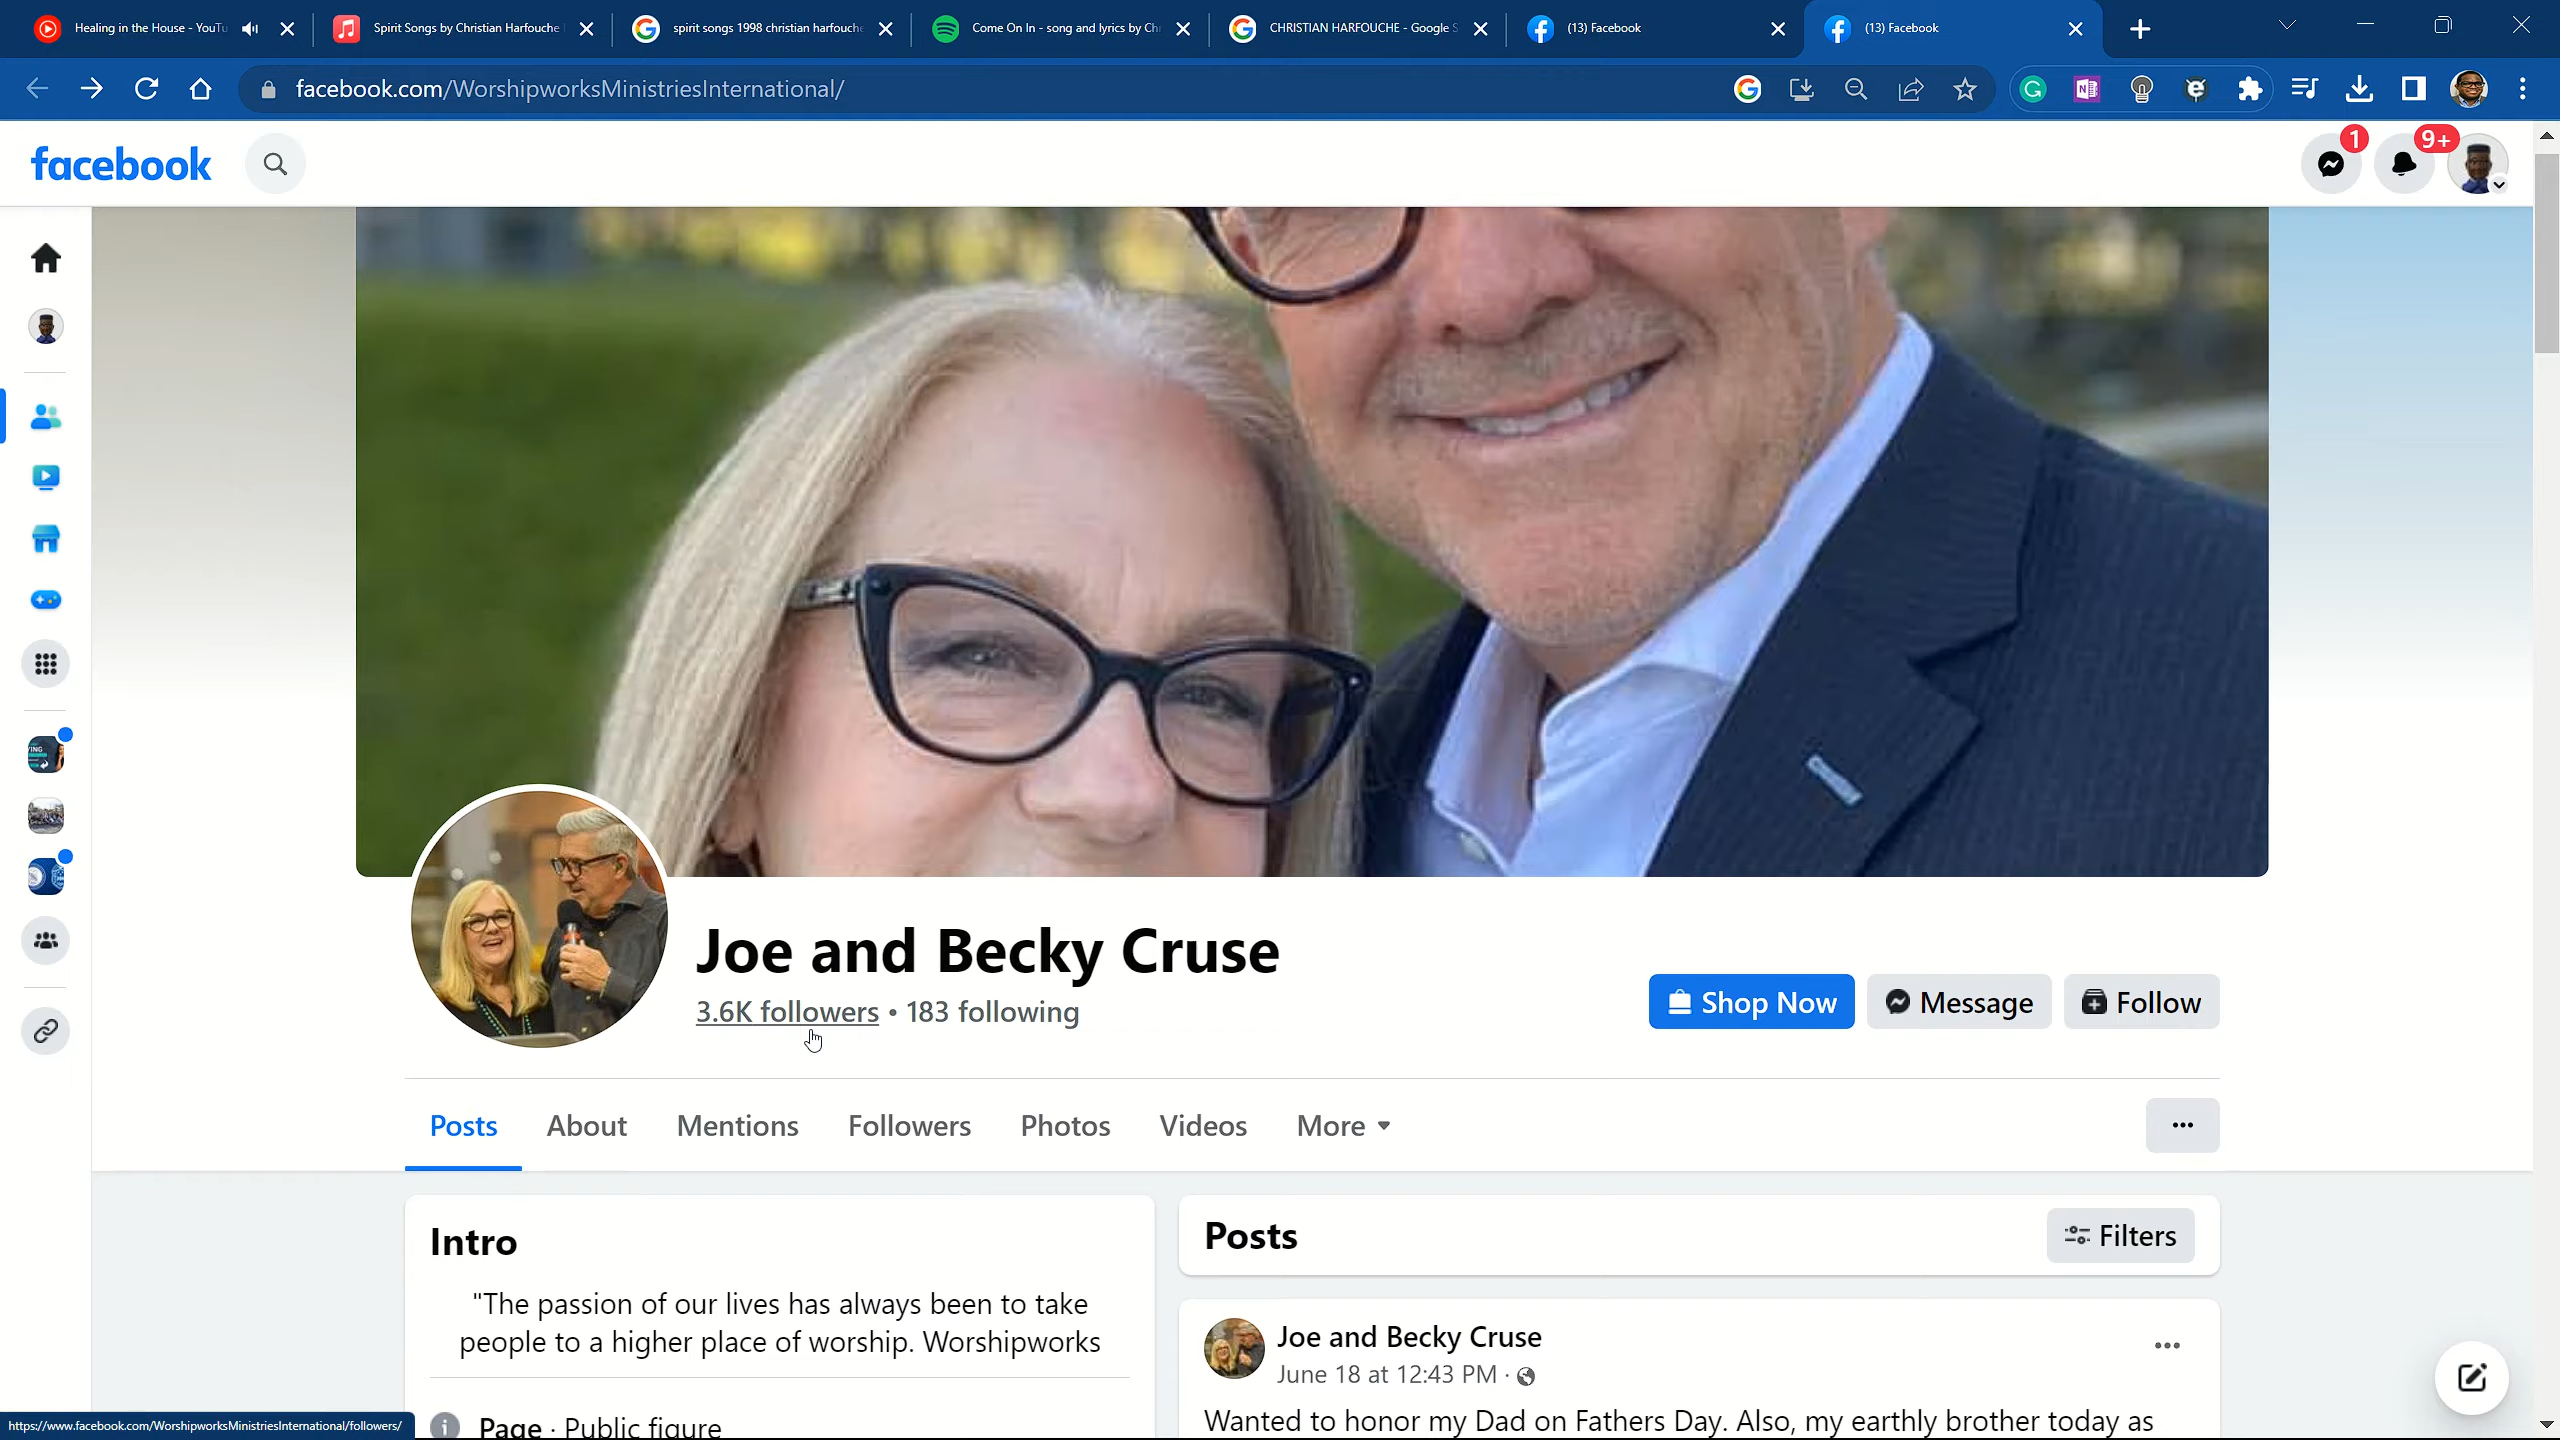 Healing in the House - YouTu
Spirit Songs by Christian Harfouche
spirit songs 1998 christian harfouche
Come On In - song and lyrics by Ch
CHRISTIAN HARFOUCHE - Google S
(13) Facebook
(13) Facebook
facebook.com/WorshipworksMinistriesInternational/
facebook
1
9+
Joe and Becky Cruse
3.6K followers • 183 following
Shop Now
Message
Follow
Posts
About
Mentions
Followers
Photos
Videos
More
Intro
"The passion of our lives has always been to take
people to a higher place of worship. Worshipworks
Page · Public figure
Posts
Filters
Joe and Becky Cruse
June 18 at 12:43 PM ·
Wanted to honor my Dad on Fathers Day. Also, my earthly brother today as
https://www.facebook.com/WorshipworksMinistriesInternational/followers/